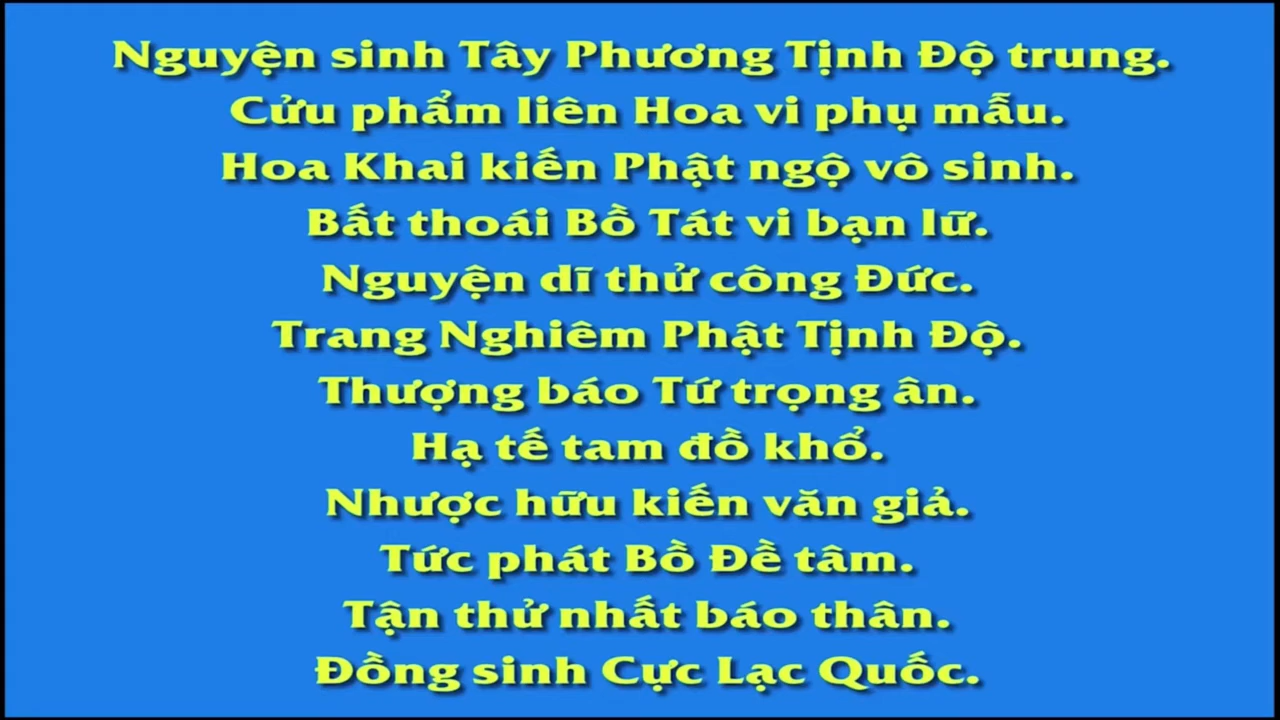 Nguyện sinh Tây Phương Tịnh Độ trung.
Cửu phẩm liên Hoa vi phụ mẫu.
Hoa Khai kiến Phật ngộ vô sinh.
Bất thoái Bồ Tát vi bạn lữ.
Nguyện dĩ thử công Đức.
Trang Nghiêm Phật Tịnh Độ.
Thượng báo Tứ trọng ân.
Hạ tế tam đồ khổ.
Nhược hữu kiến văn giả.
Tức phát Bồ Đề tâm.
Tận thử nhất báo thân.
Đồng sinh Cực Lạc Quốc.